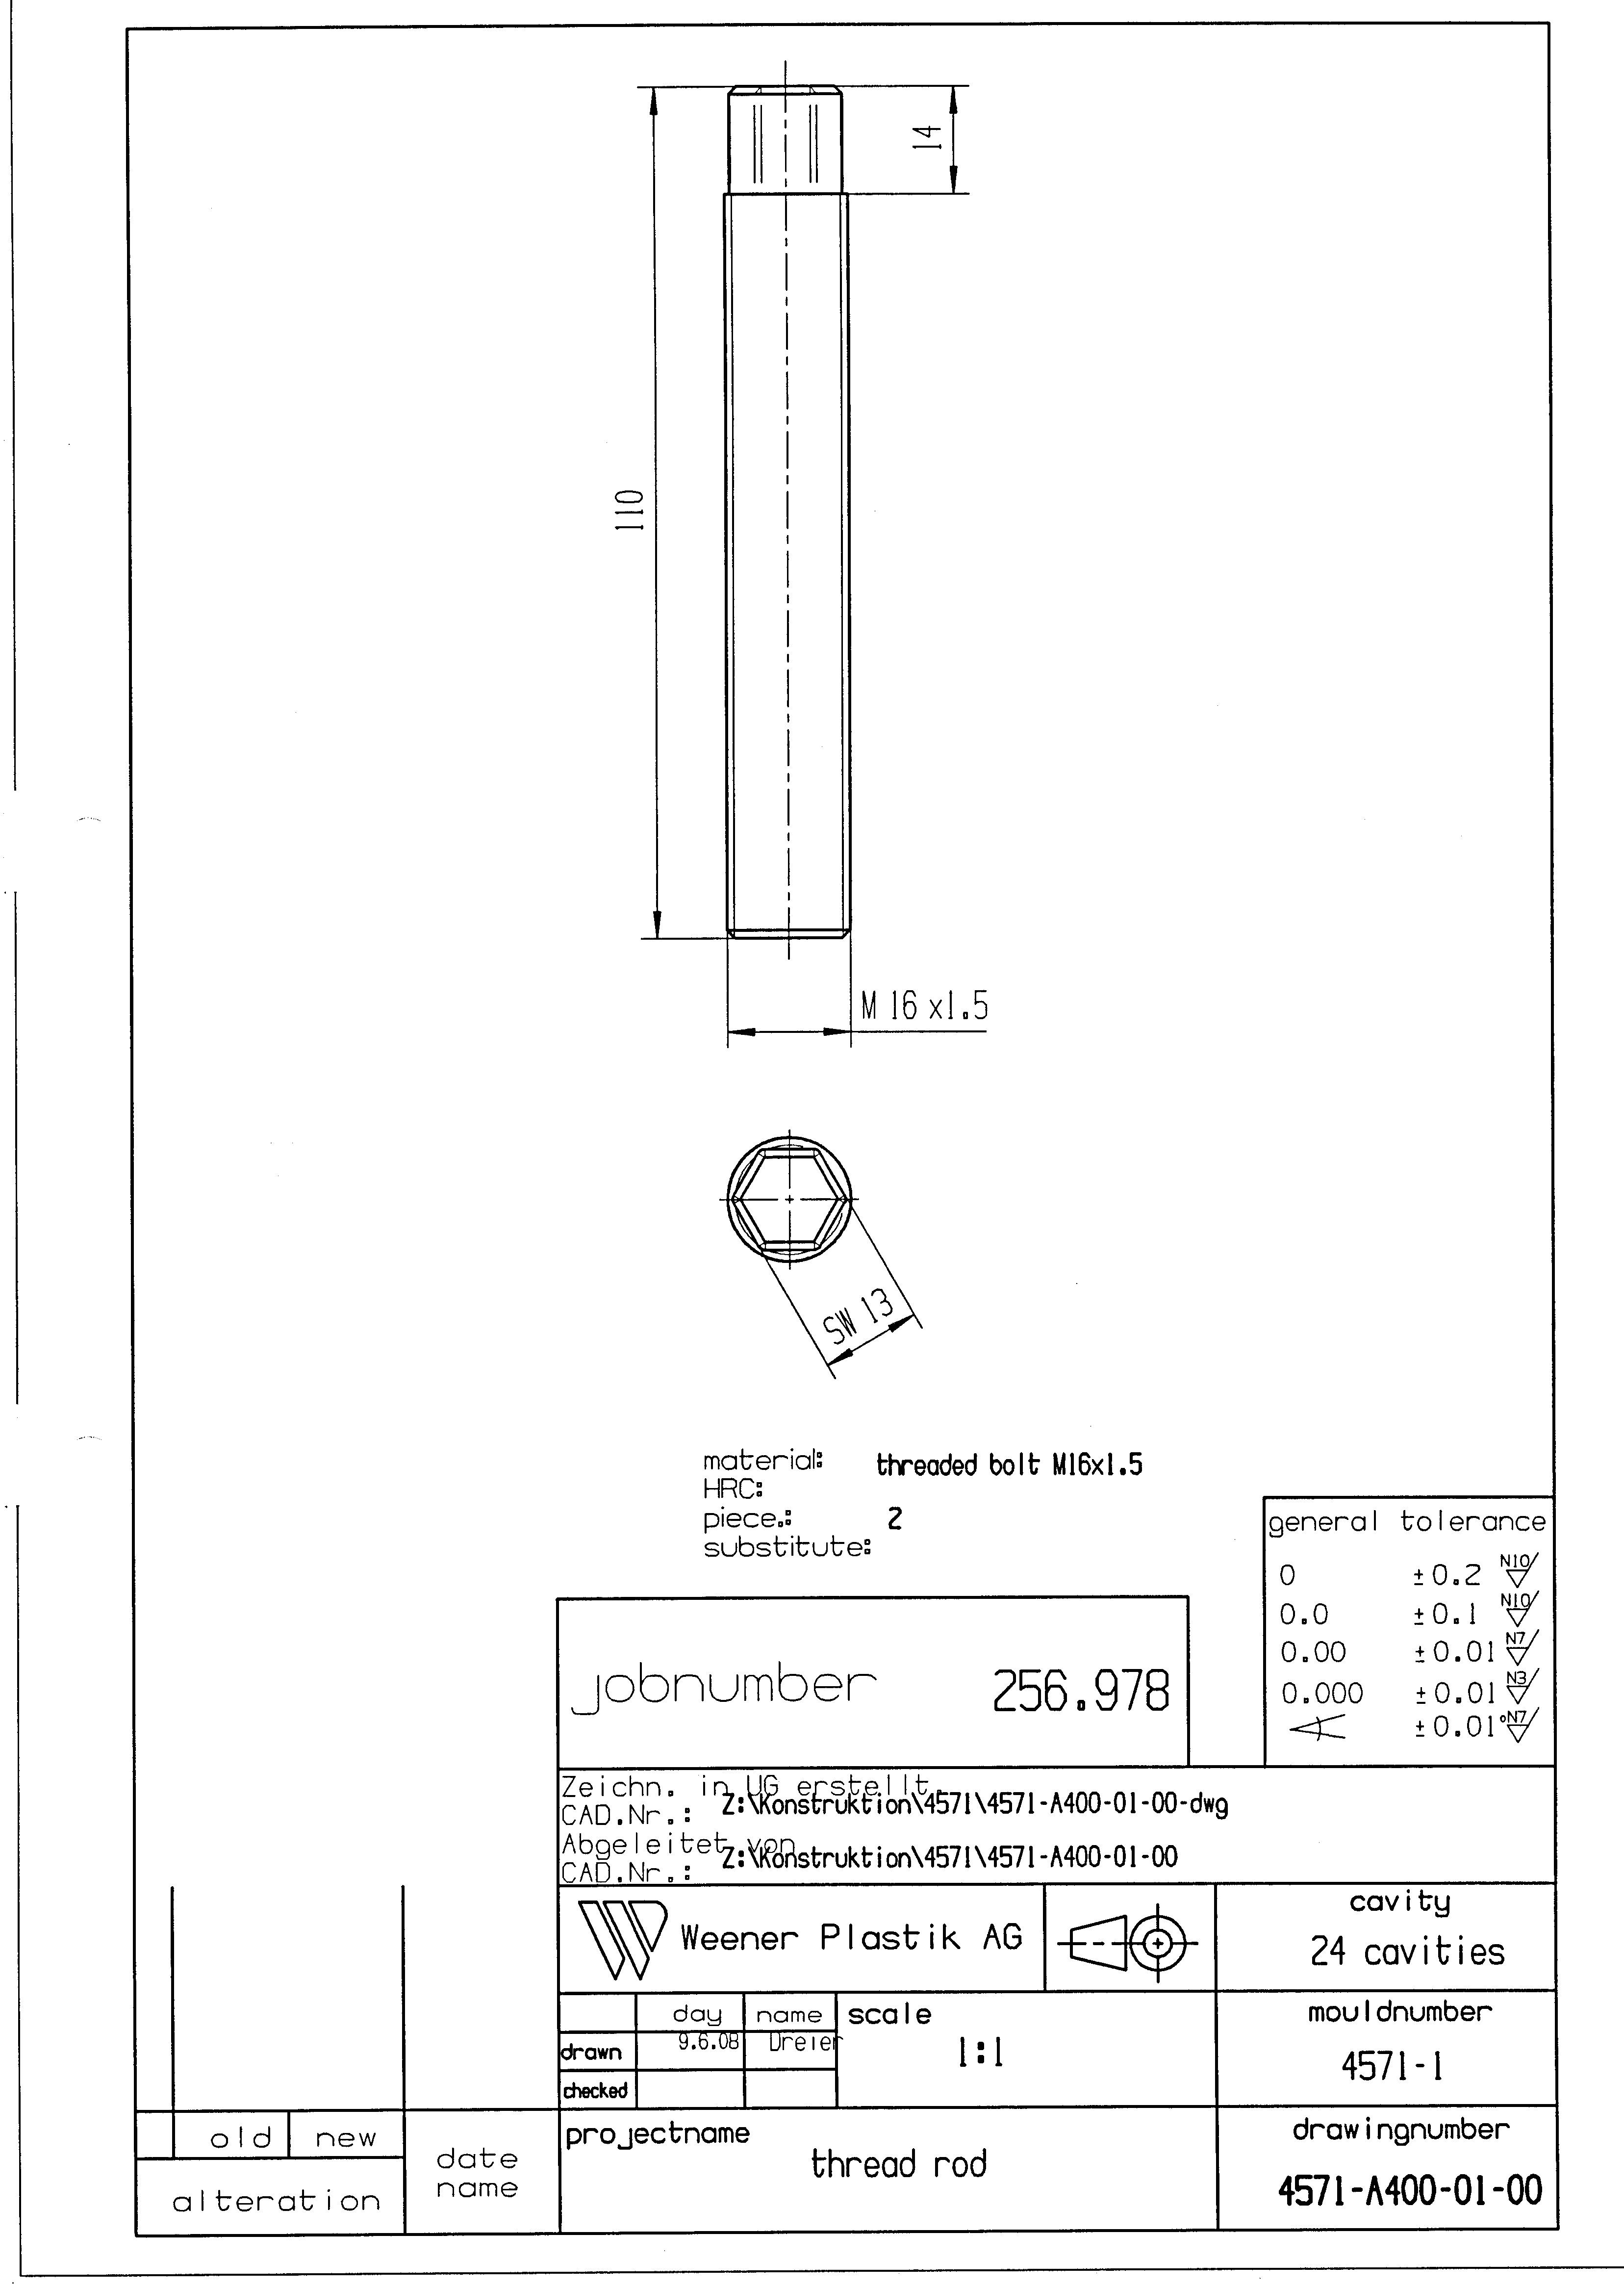 14
110
M 16 x1.5
SW 13
material: threaded bolt M16x1.5
HRC:
piece.: 2
substitute:
general tolerance
0 ±0.2 N10
0.0 ±0.1 N10
0.00 ±0.01 N7
0.000 ±0.01 N3
±0.01° N7
jobnumber 256.978
Zeichn. in UG erstellt.
CAD.Nr.: Z:\Konstruktion\4571\4571-A400-01-00-dwg
Abgeleitet von
CAD.Nr.: Z:\Konstruktion\4571\4571-A400-01-00
Weener Plastik AG
cavity
24 cavities
day name scale
drawn 9.6.08 Dreier 1:1
checked
mouldnumber
4571-1
old new
alteration
date
name
projectname
thread rod
drawingnumber
4571-A400-01-00